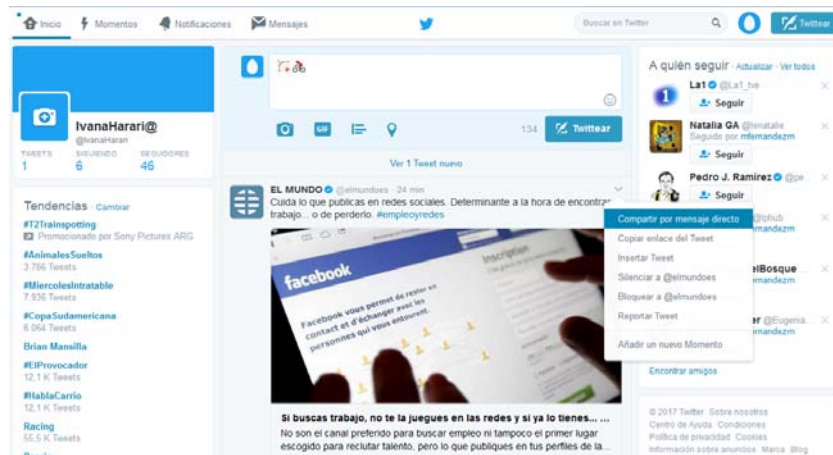 Inicio Momentos Notificaciones Mensajes Buscar en Twitter Twittear
IvanaHarari@
@IvanaHarari
TWEETS SIGUIENDO SEGUIDORES
1 6 46
Tendencias · Cambiar
#T2Trainspotting
Promocionado por Sony Pictures ARG
#AnimalesSueltos
3.766 Tweets
#MiercolesIntratable
7.936 Tweets
#CopaSudamericana
6.064 Tweets
Brian Mansilla
#ElProvocador
12,1 K Tweets
#HablaCarrio
12,1 K Tweets
Racing
55,5 K Tweets
GIF 134 Twittear
Ver 1 Tweet nuevo
EL MUNDO @elmundoes · 24 min
Cuida lo que publicas en redes sociales. Determinante a la hora de encontrar
trabajo... o de perderlo. #empleoyredes
facebook
Inscription
Facebook vous permet de rester en
contact et d'échanger avec les
personnes qui vous entourent.
Si buscas trabajo, no te la juegues en las redes y si ya lo tienes... ...
No son el canal preferido para buscar empleo ni tampoco el primer lugar
escogido para reclutar talento, pero lo que publiques en tus perfiles de la...
Compartir por mensaje directo
Copiar enlace del Tweet
Insertar Tweet
Silenciar a @elmundoes
Bloquear a @elmundoes
Reportar Tweet
Añadir un nuevo Momento
A quién seguir · Actualizar · Ver todos
La1 @La1_tve
Seguir
Natalia GA @lenatalie
Seguido por mfernandezm
Seguir
Pedro J. Ramírez @pe...
Seguir
elBosque
@Eugenia...
Encontrar amigos
© 2017 Twitter Sobre nosotros
Centro de Ayuda Condiciones
Política de privacidad Cookies
Información sobre anuncios Marca Blog